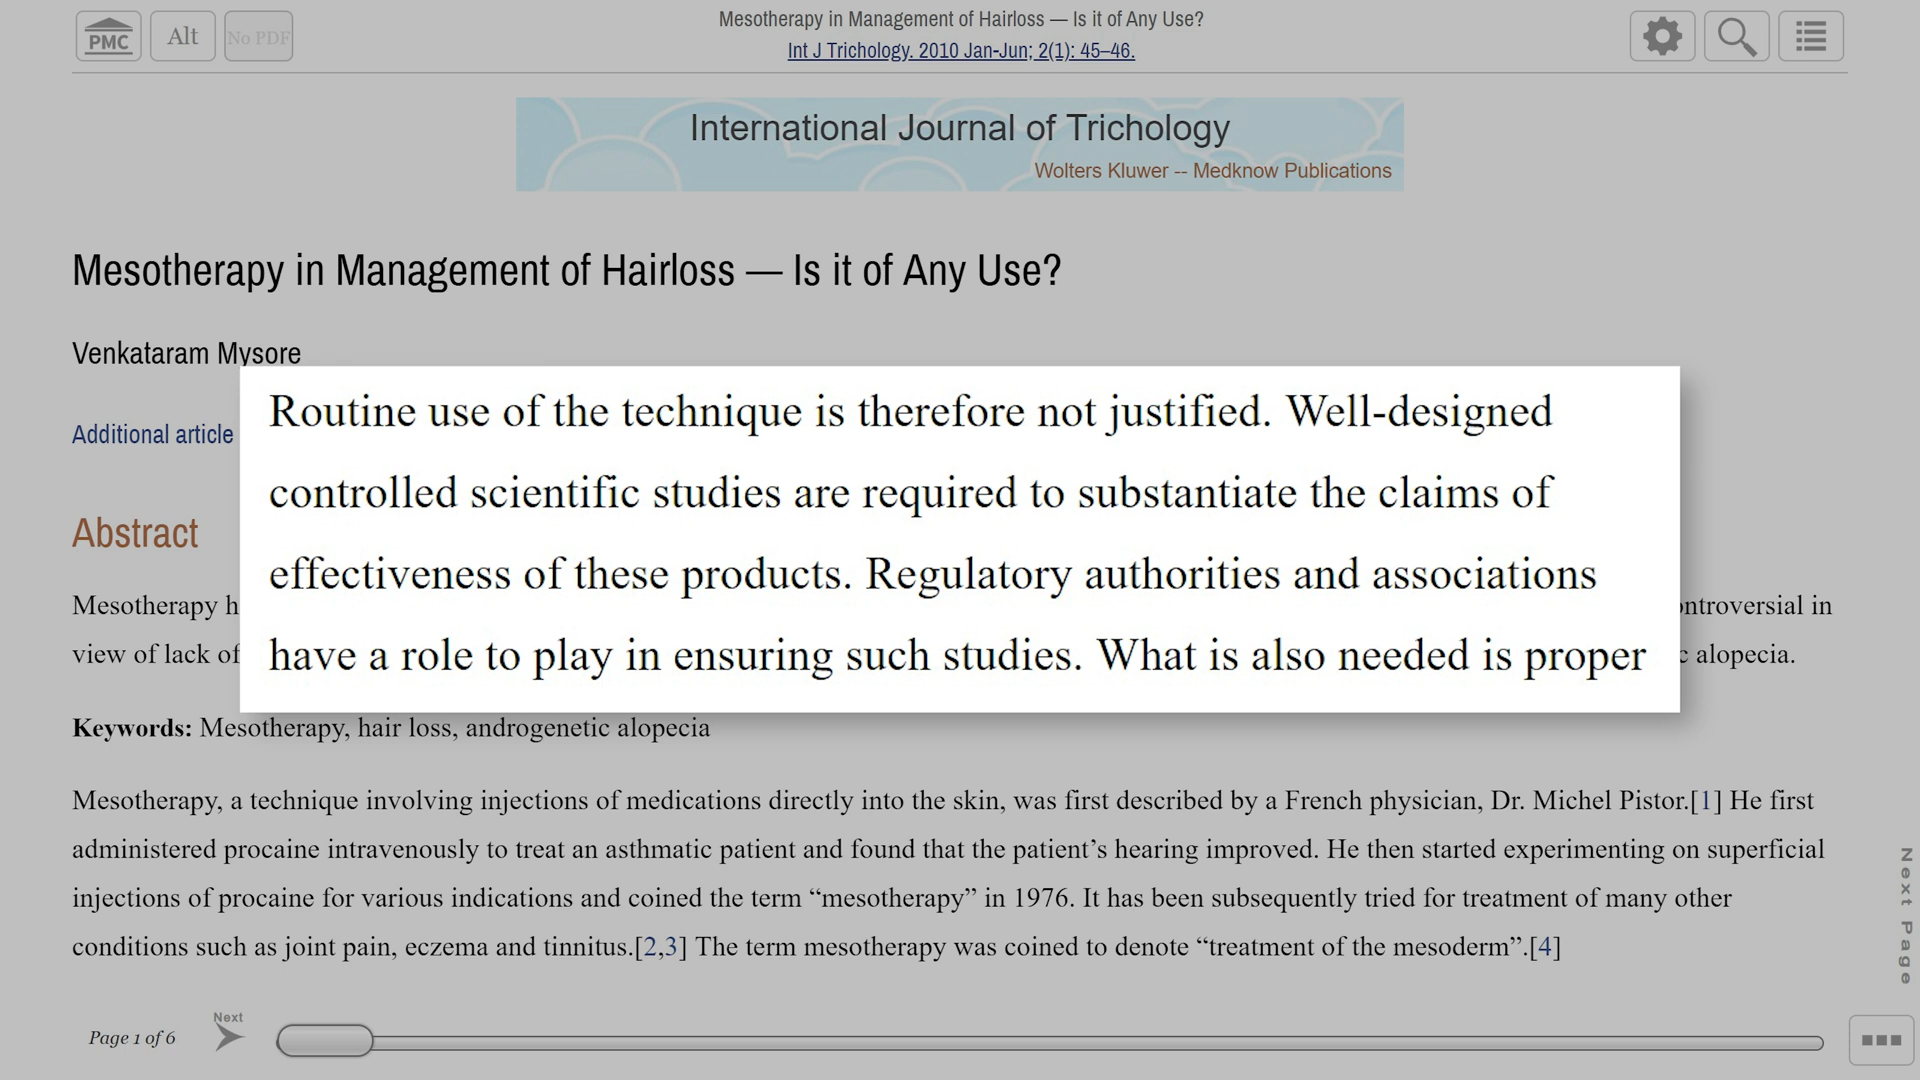 PMC
Alt
No PDF
Mesotherapy in Management of Hairloss — Is it of Any Use?
Int J Trichology. 2010 Jan-Jun; 2(1): 45–46.
International Journal of Trichology
Wolters Kluwer -- Medknow Publications
Mesotherapy in Management of Hairloss — Is it of Any Use?
Venkataram Mysore
Additional article
Routine use of the technique is therefore not justified. Well-designed
controlled scientific studies are required to substantiate the claims of
effectiveness of these products. Regulatory authorities and associations
have a role to play in ensuring such studies. What is also needed is proper
Abstract
Mesotherapy h ontroversial in
view of lack of c alopecia.
Keywords: Mesotherapy, hair loss, androgenetic alopecia
Mesotherapy, a technique involving injections of medications directly into the skin, was first described by a French physician, Dr. Michel Pistor.[1] He first
administered procaine intravenously to treat an asthmatic patient and found that the patient’s hearing improved. He then started experimenting on superficial
injections of procaine for various indications and coined the term “mesotherapy” in 1976. It has been subsequently tried for treatment of many other
conditions such as joint pain, eczema and tinnitus.[2,3] The term mesotherapy was coined to denote “treatment of the mesoderm”.[4]
Next Page
Page 1 of 6
Next